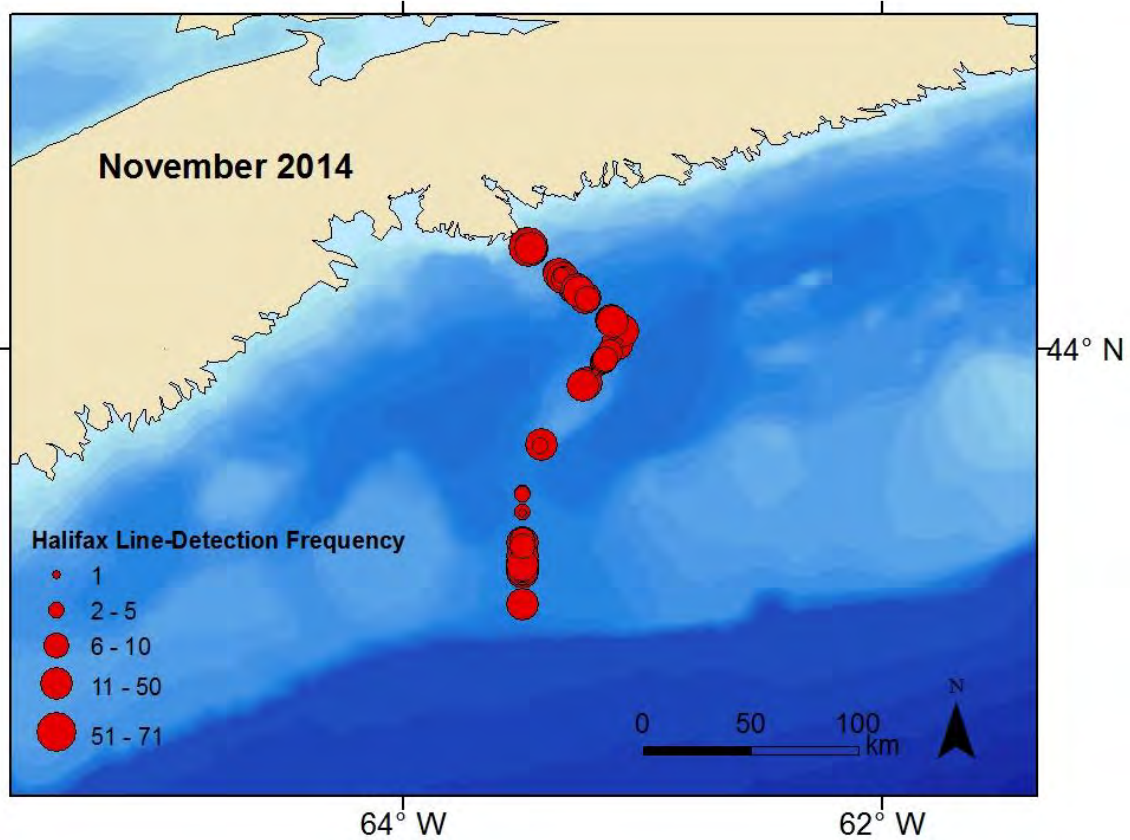 November 2014
44° N
Halifax Line-Detection Frequency
1
2 - 5
6 - 10
11 - 50
51 - 71
N
0 50 100
km
64° W 62° W